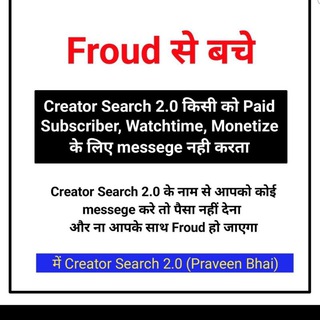 Froud से बचे
Creator Search 2.0 किसी को Paid
Subscriber, Watchtime, Monetize
के लिए messege नही करता
Creator Search 2.0 के नाम से आपको कोई
messege करे तो पैसा नहीं देना
और ना आपके साथ Froud हो जाएगा
में Creator Search 2.0 (Praveen Bhai)